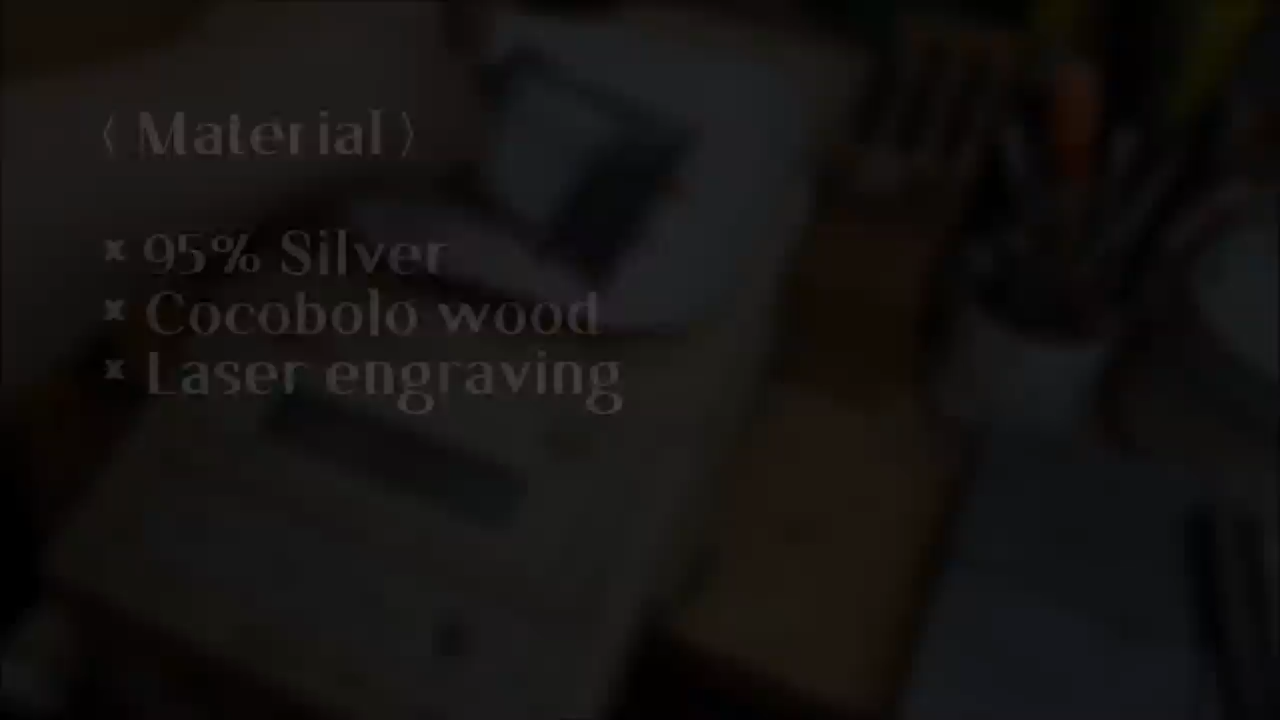 < Material >
× 95% Silver
× Cocobolo wood
× Laser engraving